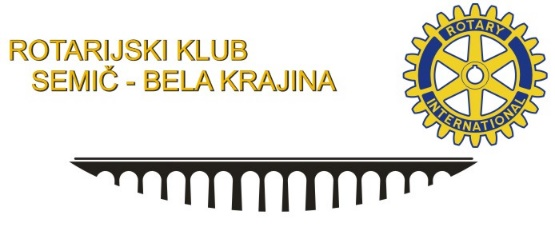 ROTARIJSKI KLUB
SEMIČ - BELA KRAJINA
ROTARY
INTERNATIONAL